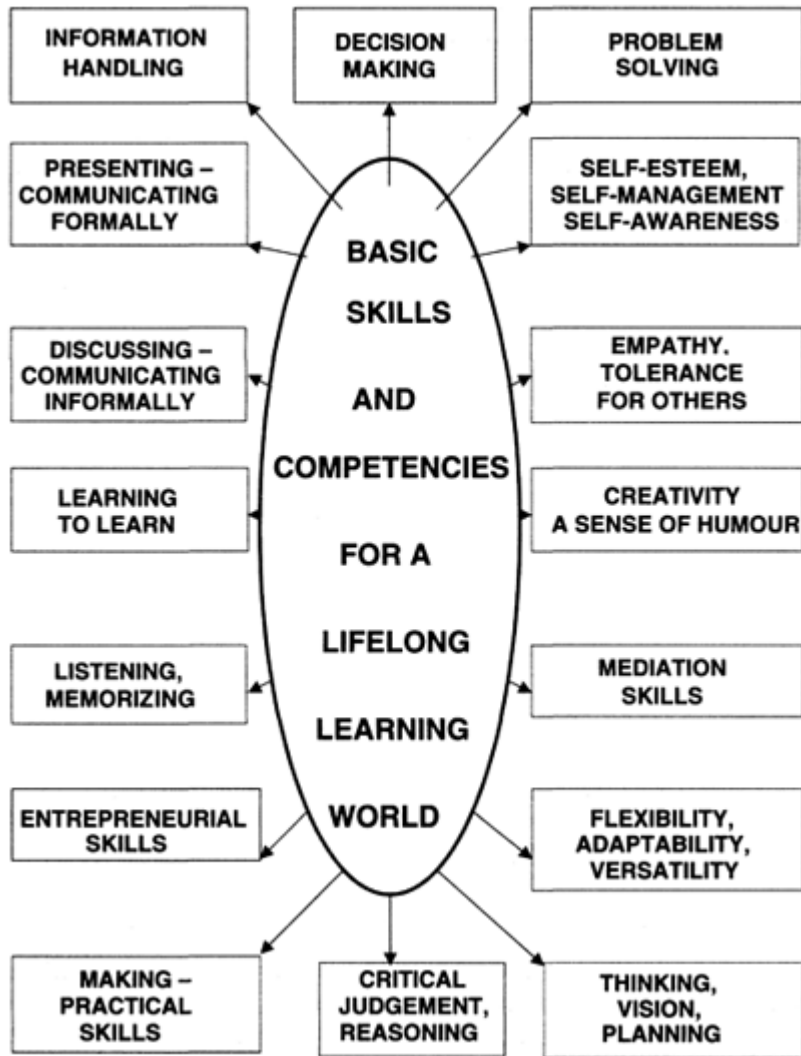 INFORMATION
HANDLING
DECISION
MAKING
PROBLEM
SOLVING
PRESENTING –
COMMUNICATING
FORMALLY
SELF-ESTEEM,
SELF-MANAGEMENT
SELF-AWARENESS
BASIC
SKILLS
AND
COMPETENCIES
FOR A
LIFELONG
LEARNING
WORLD
DISCUSSING –
COMMUNICATING
INFORMALLY
EMPATHY.
TOLERANCE
FOR OTHERS
LEARNING
TO LEARN
CREATIVITY
A SENSE OF HUMOUR
LISTENING,
MEMORIZING
MEDIATION
SKILLS
ENTREPRENEURIAL
SKILLS
FLEXIBILITY,
ADAPTABILITY,
VERSATILITY
MAKING –
PRACTICAL
SKILLS
CRITICAL
JUDGEMENT,
REASONING
THINKING,
VISION,
PLANNING